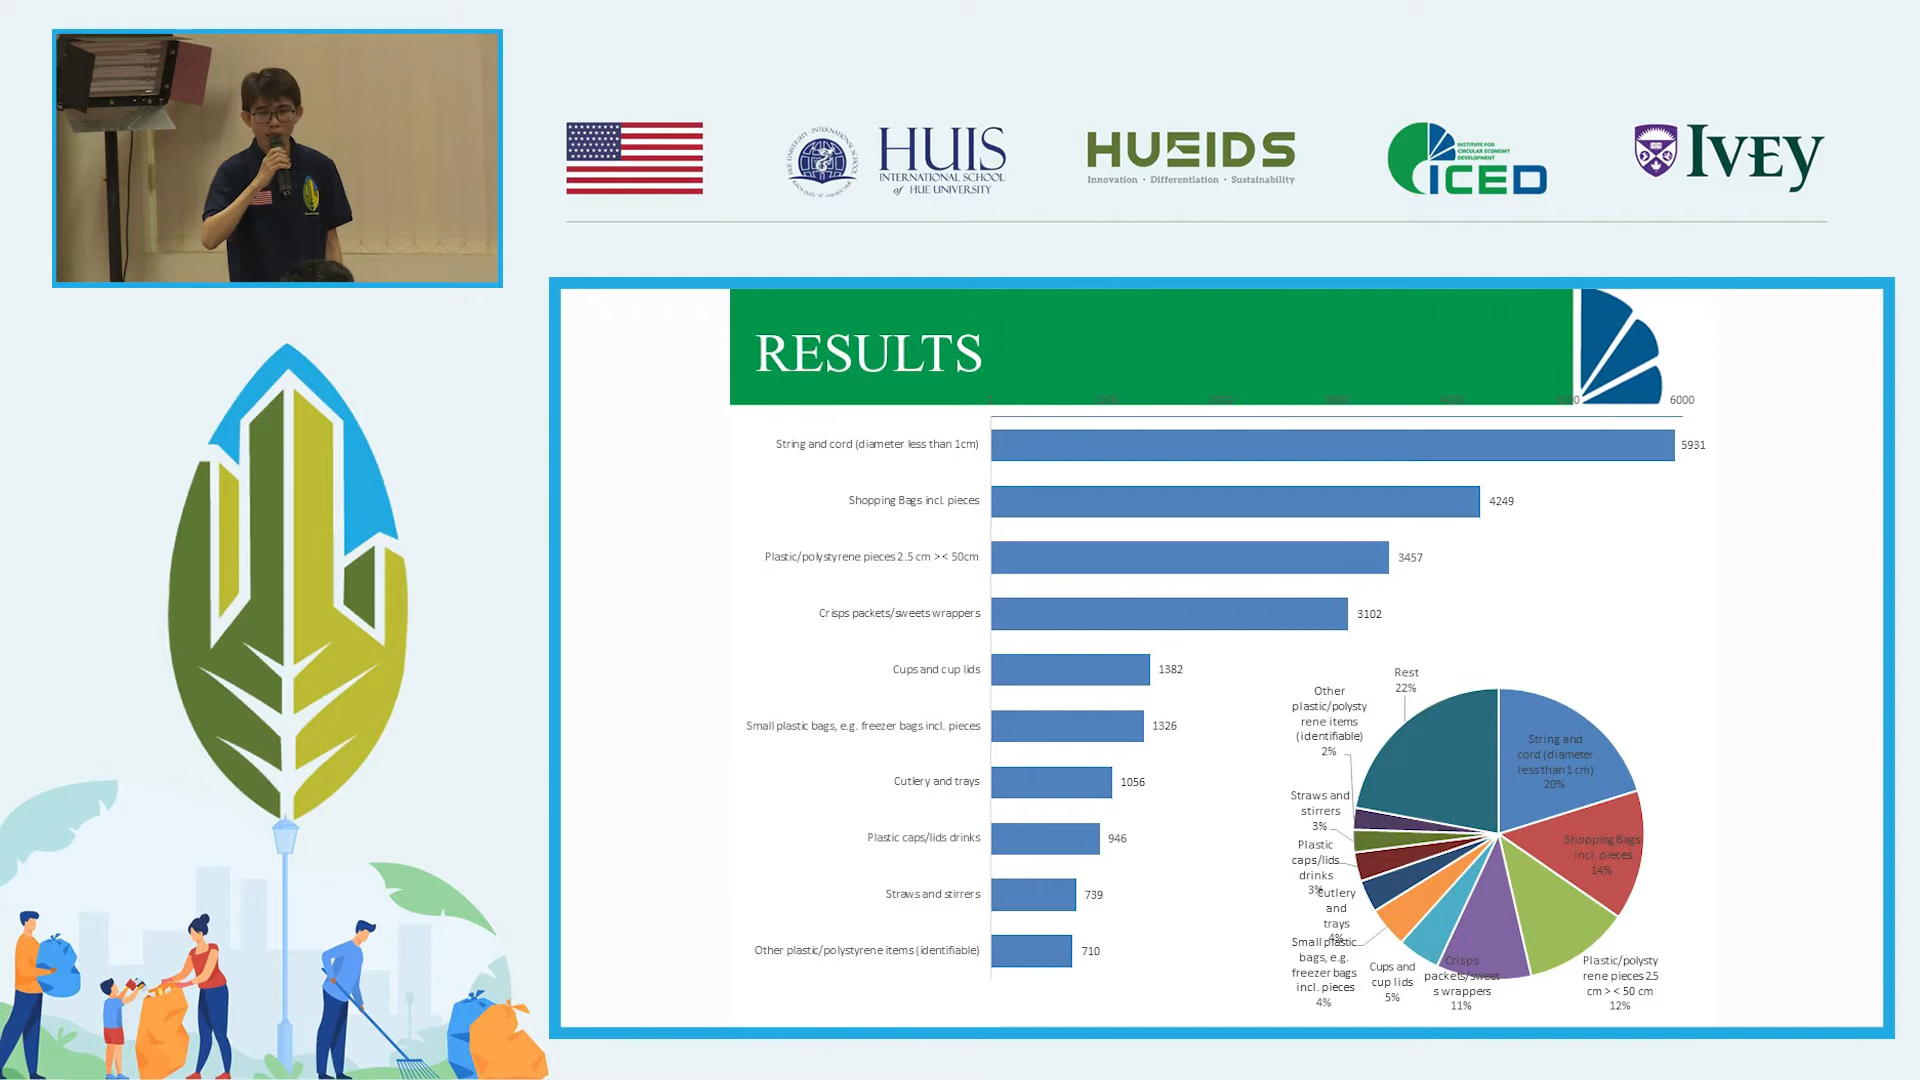 HUIS
INTERNATIONAL SCHOOL
of HUE UNIVERSITY
HUEIDS
Innovation • Differentiation • Sustainability
INSTITUTE FOR
CIRCULAR ECONOMY
DEVELOPMENT
ICED
IVEY
RESULTS
6000
String and cord (diameter less than 1cm)
5931
Shopping Bags incl. pieces
4249
Plastic/polystyrene pieces 2.5 cm > < 50cm
3457
Crisps packets/sweets wrappers
3102
Cups and cup lids
1382
Small plastic bags, e.g. freezer bags incl. pieces
1326
Cutlery and trays
1056
Plastic caps/lids drinks
946
Straws and stirrers
739
Other plastic/polystyrene items (identifiable)
710
Rest
22%
Other
plastic/polysty
rene items
(identifiable)
2%
Straws and
stirrers
3%
Plastic
caps/lids
drinks
3%
Cutlery
and
trays
4%
Small plastic
bags, e.g.
freezer bags
incl. pieces
4%
Cups and
cup lids
5%
Crisps
packets/sweet
s wrappers
11%
Plastic/polysty
rene pieces 2.5
cm > < 50 cm
12%
Shopping Bags
incl. pieces
14%
String and
cord (diameter
less than 1 cm)
20%